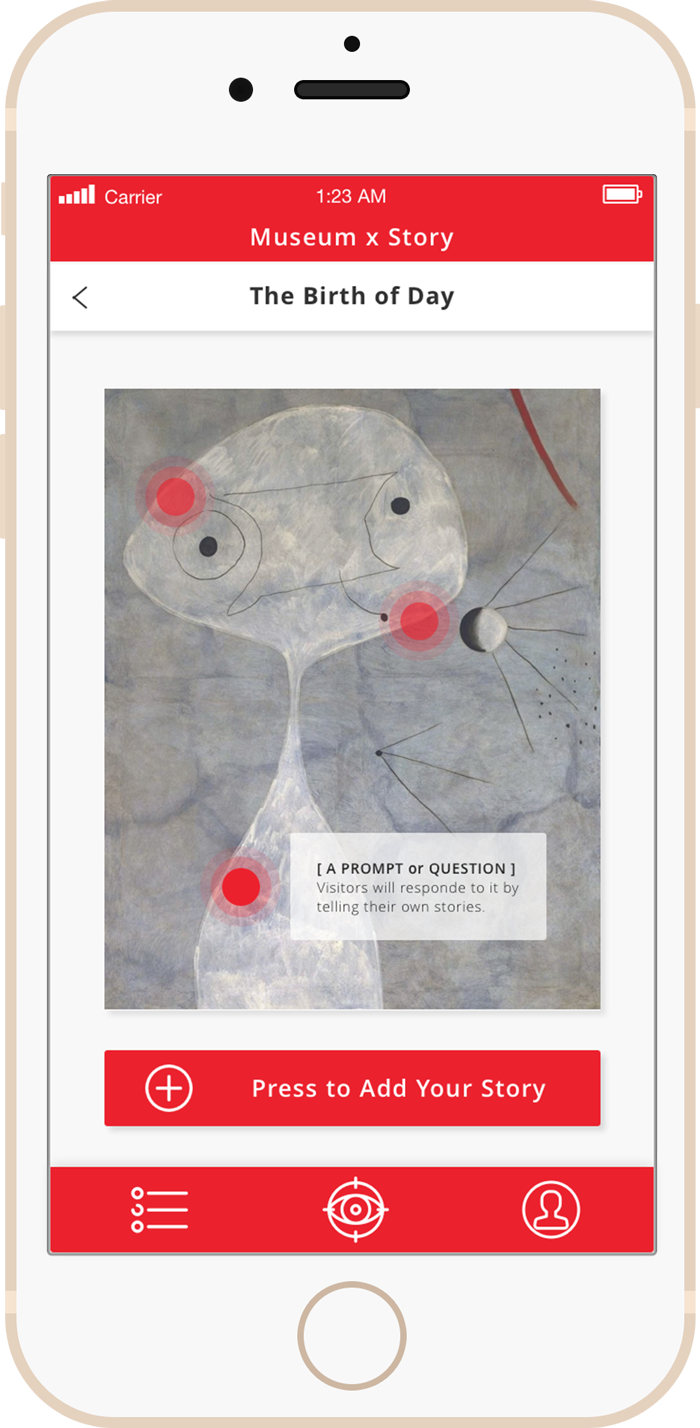 Carrier 1:23 AM
Museum x Story
The Birth of Day
[ A PROMPT or QUESTION ]
Visitors will responde to it by
telling their own stories.
Press to Add Your Story